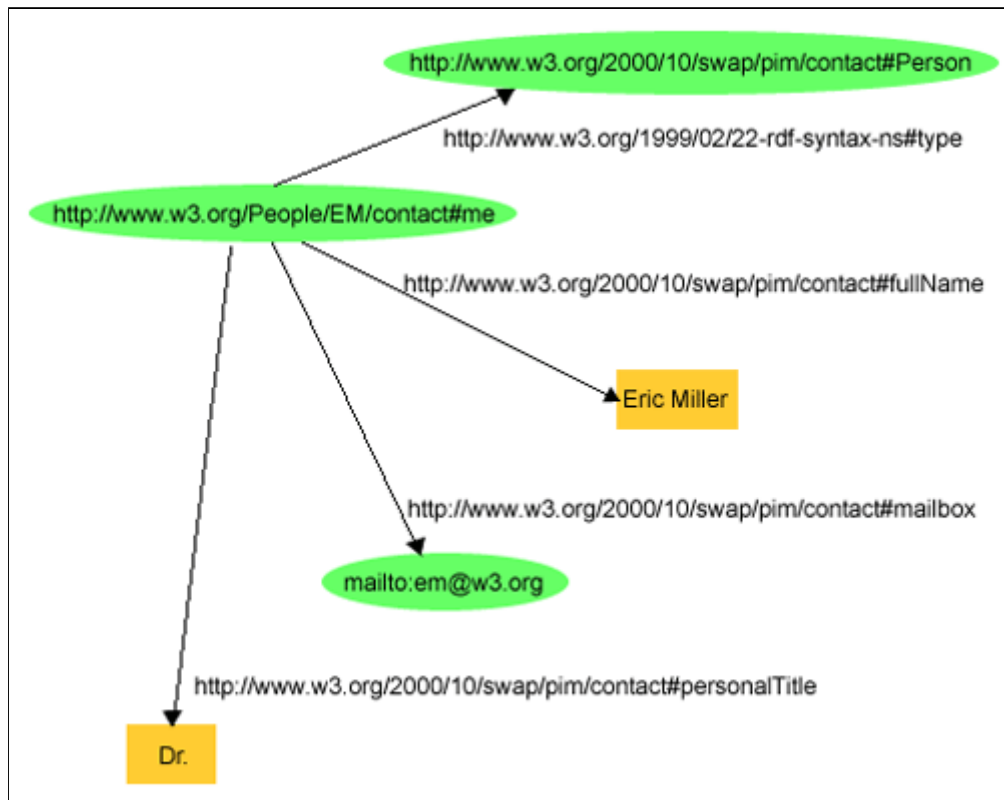 http://www.w3.org/2000/10/swap/pim/contact#Person
http://www.w3.org/1999/02/22-rdf-syntax-ns#type
http://www.w3.org/People/EM/contact#me
http://www.w3.org/2000/10/swap/pim/contact#fullName
Eric Miller
http://www.w3.org/2000/10/swap/pim/contact#mailbox
mailto:em@w3.org
http://www.w3.org/2000/10/swap/pim/contact#personalTitle
Dr.